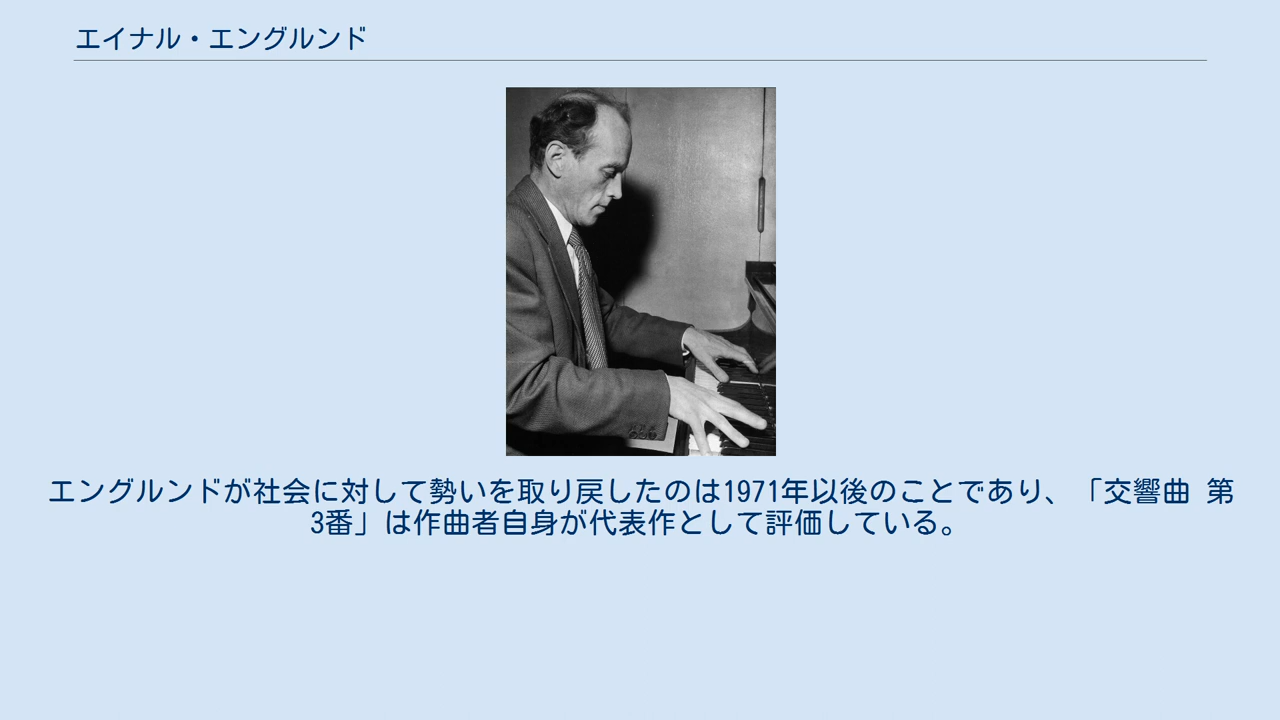 エイナル・エングルンド
エングルンドが社会に対して勢いを取り戻したのは1971年以後のことであり、「交響曲 第
3番」は作曲者自身が代表作として評価している。